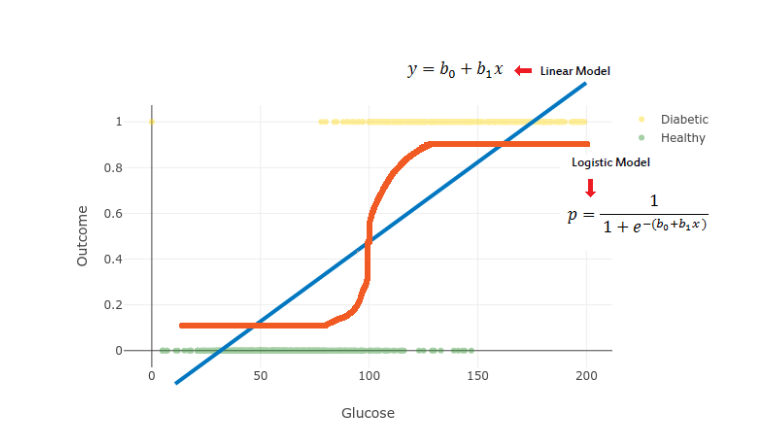 y = b₀ + b₁x
Linear Model
1
0.8
0.6
0.4
0.2
0
Outcome
0
50
100
150
200
Glucose
Diabetic
Healthy
Logistic Model
p = 1 / 1 + e^−(b₀+b₁x)